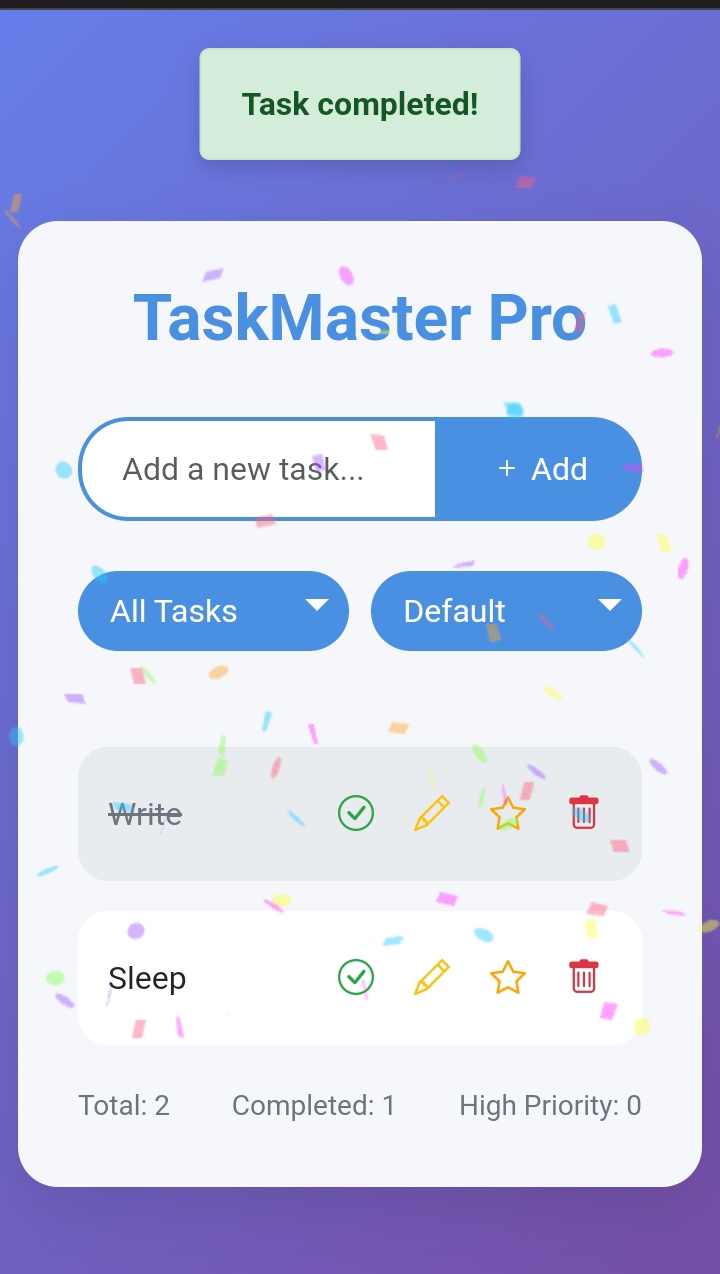 Task completed!
TaskMaster Pro
Add a new task...
+ Add
All Tasks
Default
Write
Sleep
Total: 2
Completed: 1
High Priority: 0